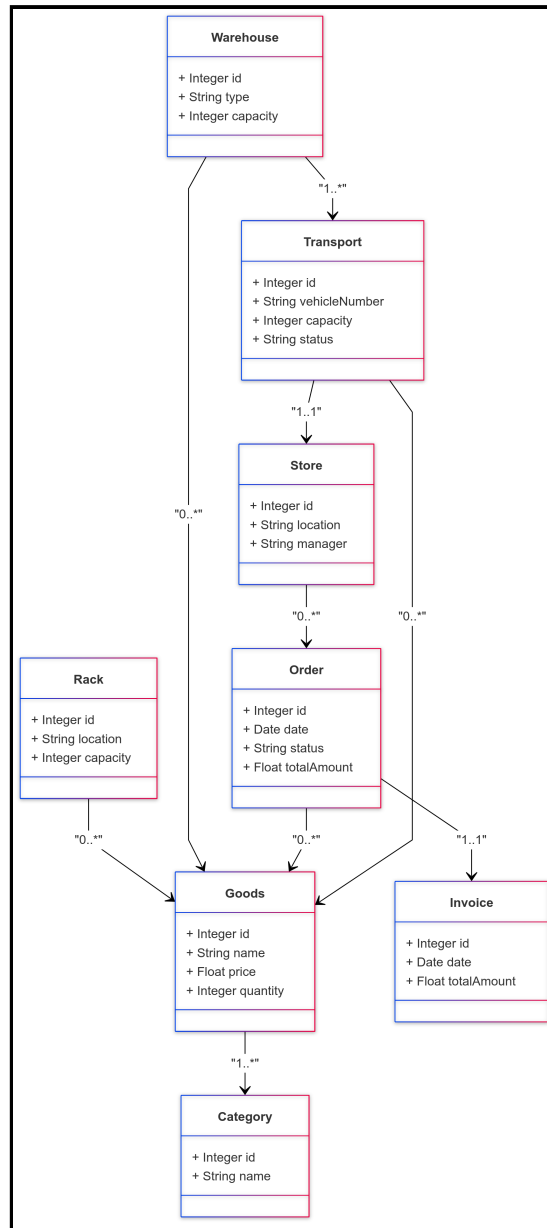 Warehouse
+ Integer id
+ String type
+ Integer capacity
"1..*"
Transport
+ Integer id
+ String vehicleNumber
+ Integer capacity
+ String status
"1..1"
Store
+ Integer id
+ String location
+ String manager
"0..*"
"0..*"
"0..*"
Rack
+ Integer id
+ String location
+ Integer capacity
Order
+ Integer id
+ Date date
+ String status
+ Float totalAmount
"0..*"
"0..*"
"1..1"
Goods
+ Integer id
+ String name
+ Float price
+ Integer quantity
Invoice
+ Integer id
+ Date date
+ Float totalAmount
"1..*"
Category
+ Integer id
+ String name